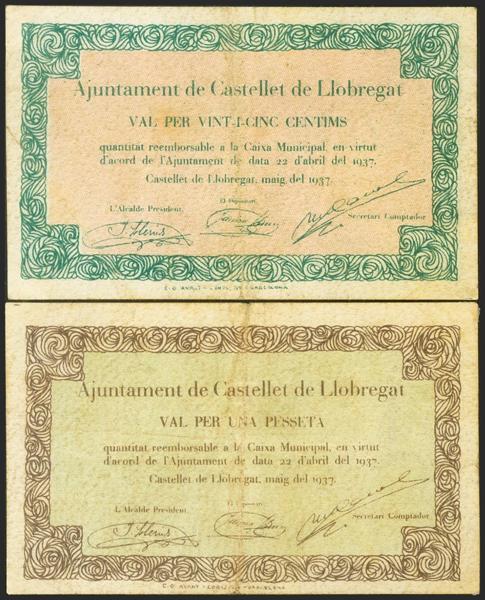 Ajuntament de Castellet de Llobregat
VAL PER VINT-I-CINC CENTIMS
quantitat reemborsable a la Caixa Municipal, en virtut
d'acord de l'Ajuntament de data 22 d'abril del 1937.
Castellet de Llobregat, maig del 1937.
El Dipositari
L'Alcalde President, Secretari Comptador
Ajuntament de Castellet de Llobregat
VAL PER UNA PESSETA
quantitat reemborsable a la Caixa Municipal, en virtut
d'acord de l'Ajuntament de data 22 d'abril del 1937.
Castellet de Llobregat, maig del 1937.
El Dipositari
L'Alcalde President Secretari Comptador